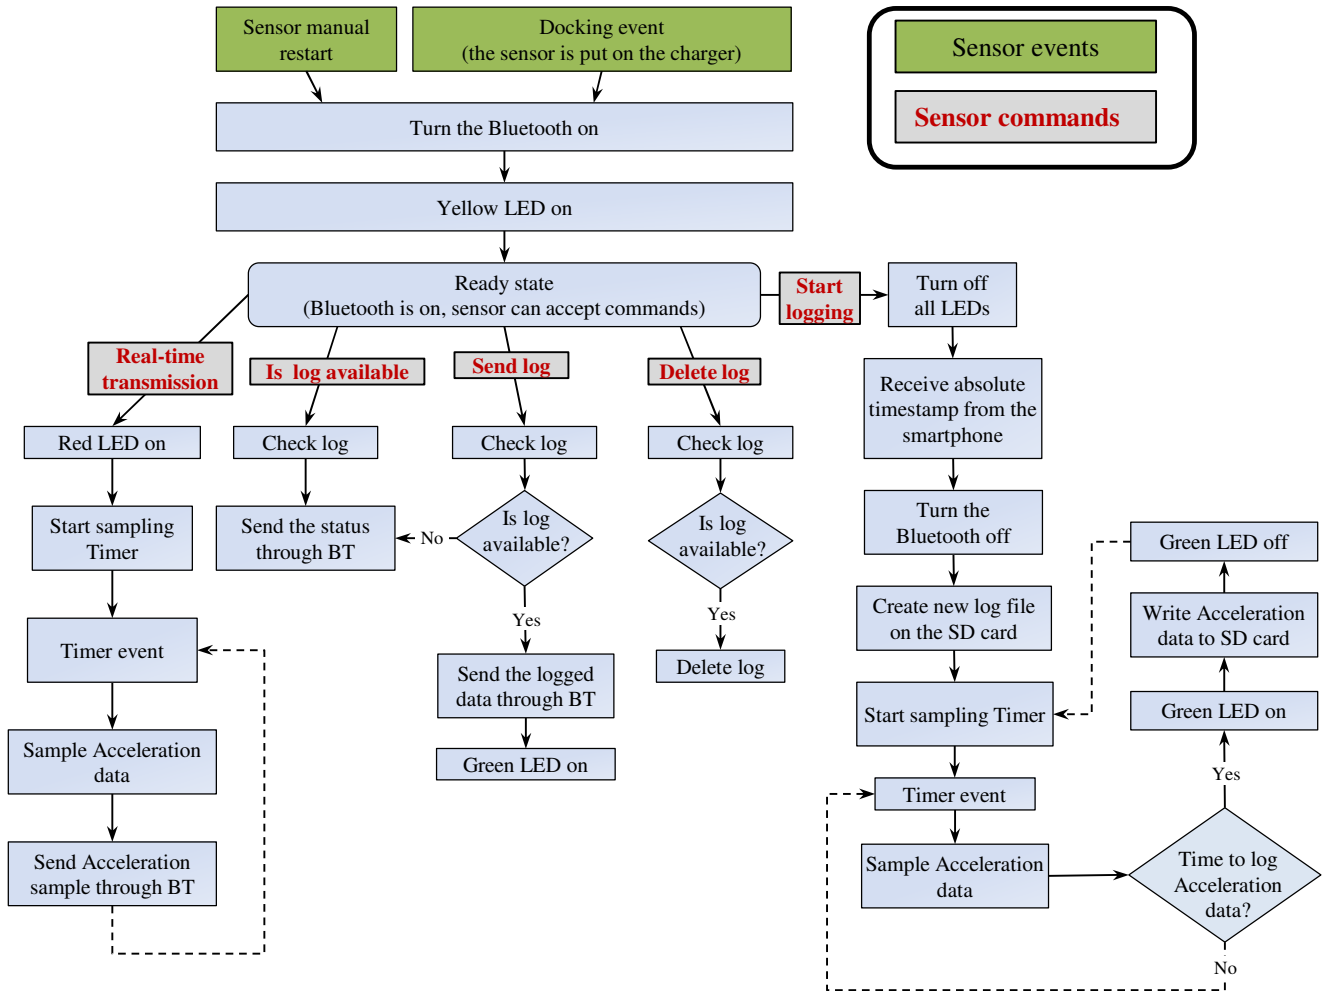 Sensor manual
restart
Docking event
(the sensor is put on the charger)
Sensor events
Sensor commands
Turn the Bluetooth on
Yellow LED on
Ready state
(Bluetooth is on, sensor can accept commands)
Start
logging
Turn off
all LEDs
Real-time
transmission
Is log available
Send log
Delete log
Receive absolute
timestamp from the
smartphone
Red LED on
Check log
Check log
Check log
Start sampling
Timer
Send the status
through BT
No
Is log
available?
Is log
available?
Turn the
Bluetooth off
Green LED off
Yes
Yes
Create new log file
on the SD card
Write Acceleration
data to SD card
Timer event
Send the logged
data through BT
Delete log
Start sampling Timer
Green LED on
Sample Acceleration
data
Green LED on
Yes
Timer event
Send Acceleration
sample through BT
Sample Acceleration
data
Time to log
Acceleration
data?
No